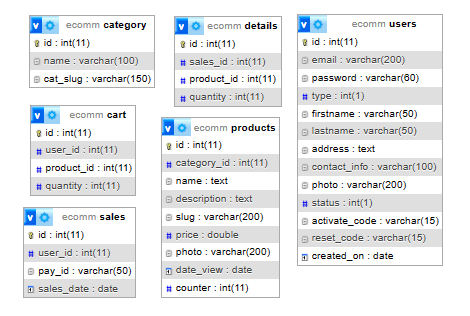 ecomm category
id : int(11)
name : varchar(100)
cat_slug : varchar(150)
ecomm cart
id : int(11)
user_id : int(11)
product_id : int(11)
quantity : int(11)
ecomm sales
id : int(11)
user_id : int(11)
pay_id : varchar(50)
sales_date : date
ecomm details
id : int(11)
sales_id : int(11)
product_id : int(11)
quantity : int(11)
ecomm products
id : int(11)
category_id : int(11)
name : text
description : text
slug : varchar(200)
price : double
photo : varchar(200)
date_view : date
counter : int(11)
ecomm users
id : int(11)
email : varchar(200)
password : varchar(60)
type : int(1)
firstname : varchar(50)
lastname : varchar(50)
address : text
contact_info : varchar(100)
photo : varchar(200)
status : int(1)
activate_code : varchar(15)
reset_code : varchar(15)
created_on : date